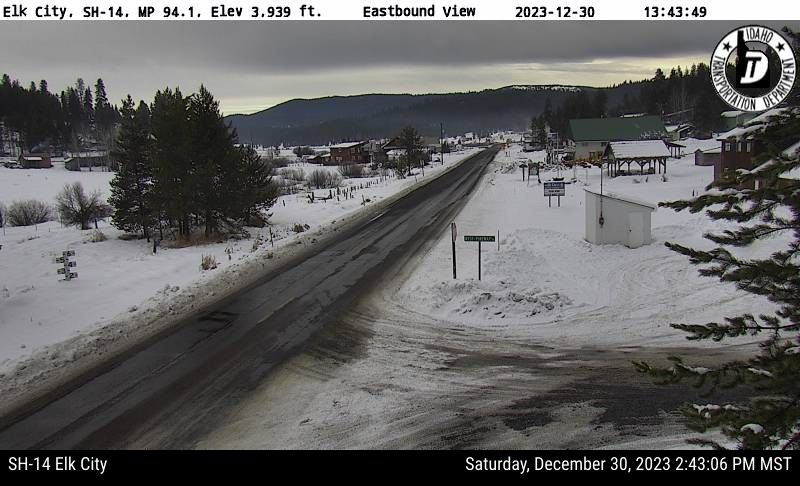 Elk City, SH-14, MP 94.1, Elev 3,939 ft. Eastbound View 2023-12-30 13:43:49
IDAHO
TRANSPORTATION DEPARTMENT
SH-14 Elk City
Saturday, December 30, 2023 2:43:06 PM MST